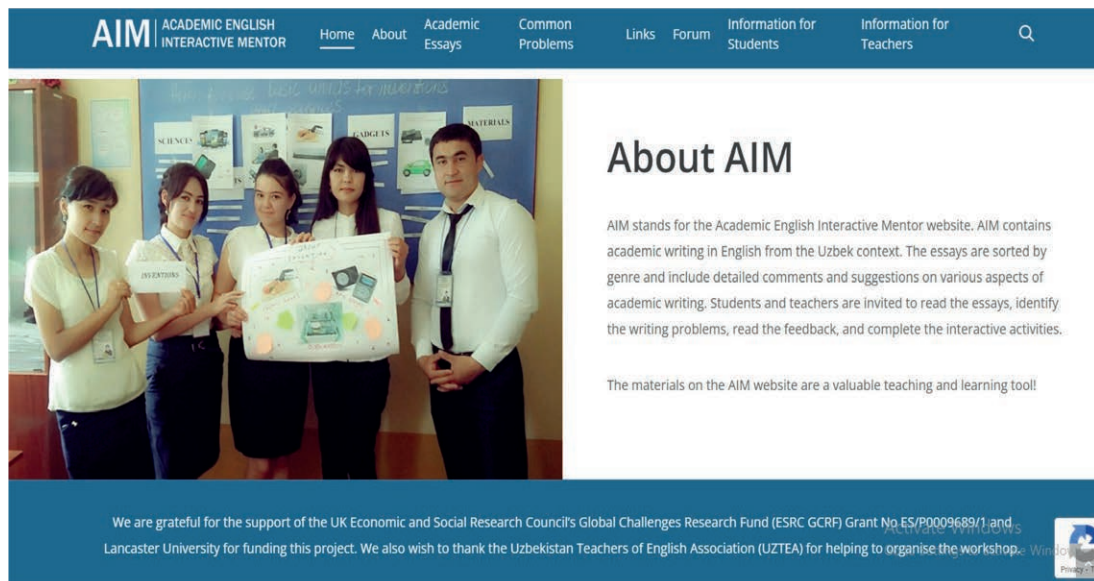 AIM ACADEMIC ENGLISH
INTERACTIVE MENTOR
Home About Academic Essays Common Problems Links Forum Information for Students Information for Teachers
SCIENCES
GADGETS
MATERIALS
INVENTIONS
About AIM
AIM stands for the Academic English Interactive Mentor website. AIM contains
academic writing in English from the Uzbek context. The essays are sorted by
genre and include detailed comments and suggestions on various aspects of
academic writing. Students and teachers are invited to read the essays, identify
the writing problems, read the feedback, and complete the interactive activities.
The materials on the AIM website are a valuable teaching and learning tool!
We are grateful for the support of the UK Economic and Social Research Council's Global Challenges Research Fund (ESRC GCRF) Grant No ES/P0009689/1 and
Lancaster University for funding this project. We also wish to thank the Uzbekistan Teachers of English Association (UZTEA) for helping to organise the workshop.
Activate Windows
Privacy